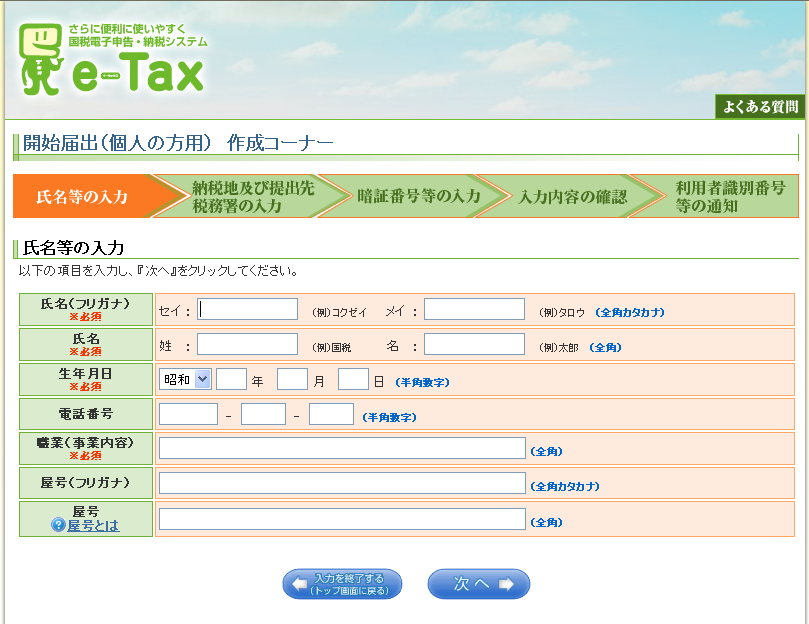 さらに便利に使いやすく
国税電子申告・納税システム
e-Tax
よくある質問
開始届出(個人の方用) 作成コーナー
氏名等の入力
納税地及び提出先
税務署の入力
暗証番号等の入力
入力内容の確認
利用者識別番号
等の通知
氏名等の入力
以下の項目を入力し、『次へ』をクリックしてください。
氏名(フリガナ)
※必須
セイ: (例)コクゼイ メイ: (例)タロウ (全角カタカナ)
氏名
※必須
姓 : (例)国税 名 : (例)太郎 (全角)
生年月日
※必須
昭和 年 月 日 (半角数字)
電話番号
- - (半角数字)
職業(事業内容)
※必須
(全角)
屋号(フリガナ)
(全角カタカナ)
屋号
?屋号とは
(全角)
入力を終了する
(トップ画面に戻る)
次へ